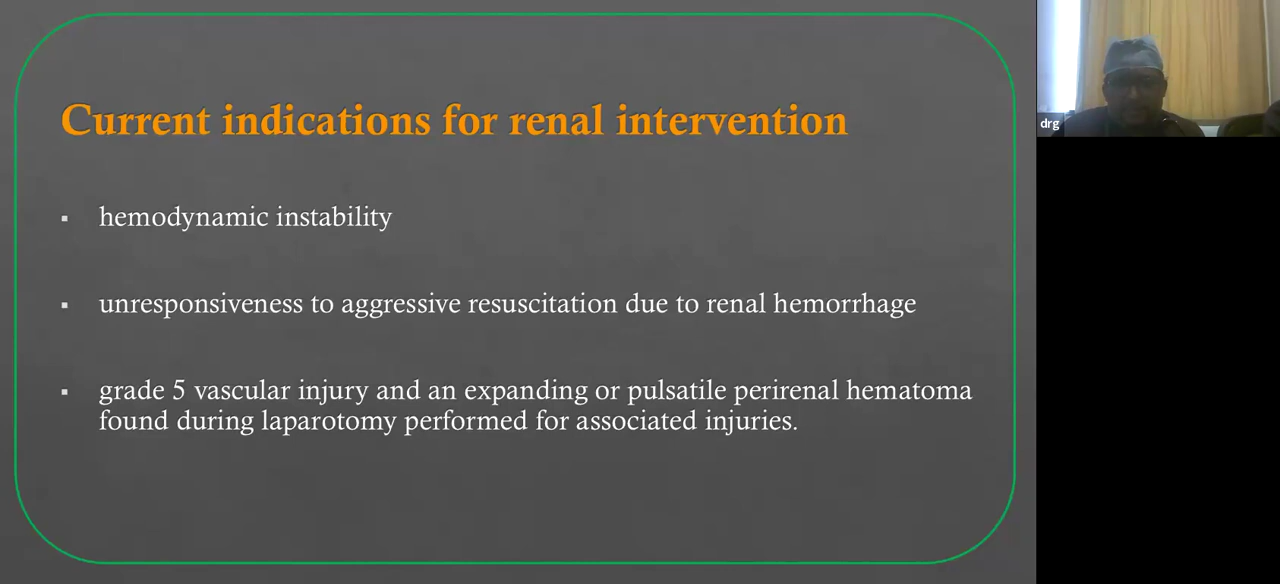 Current indications for renal intervention
▪ hemodynamic instability
▪ unresponsiveness to aggressive resuscitation due to renal hemorrhage
▪ grade 5 vascular injury and an expanding or pulsatile perirenal hematoma
found during laparotomy performed for associated injuries.
drg